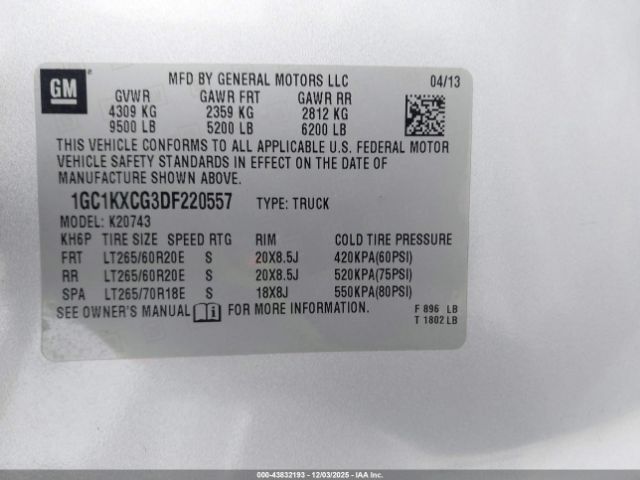 GM
MFD BY GENERAL MOTORS LLC 04/13
GVWR GAWR FRT GAWR RR
4309 KG 2359 KG 2812 KG
9500 LB 5200 LB 6200 LB
THIS VEHICLE CONFORMS TO ALL APPLICABLE U.S. FEDERAL MOTOR
VEHICLE SAFETY STANDARDS IN EFFECT ON THE DATE OF
MANUFACTURE SHOWN ABOVE.
1GC1KXCG3DF220557 TYPE: TRUCK
MODEL: K20743
KH6P TIRE SIZE SPEED RTG RIM COLD TIRE PRESSURE
FRT LT265/60R20E S 20X8.5J 420KPA(60PSI)
RR LT265/60R20E S 20X8.5J 520KPA(75PSI)
SPA LT265/70R18E S 18X8J 550KPA(80PSI)
SEE OWNER'S MANUAL i FOR MORE INFORMATION.
F 896 LB
T 1802 LB
000-43832193 - 12/03/2025 - IAAI.COM